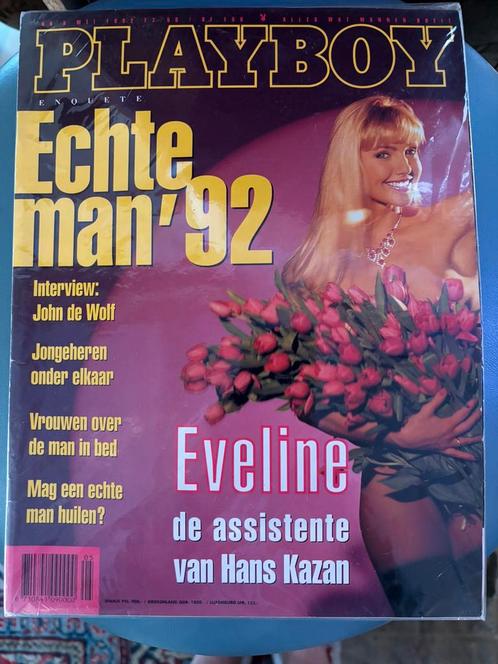 PLAYBOY
ENQUETE
Echte
man '92
Interview:
John de Wolf
Jongeheren
onder elkaar
Vrouwen over
de man in bed
Mag een echte
man huilen?
Eveline
de assistente
van Hans Kazan
05